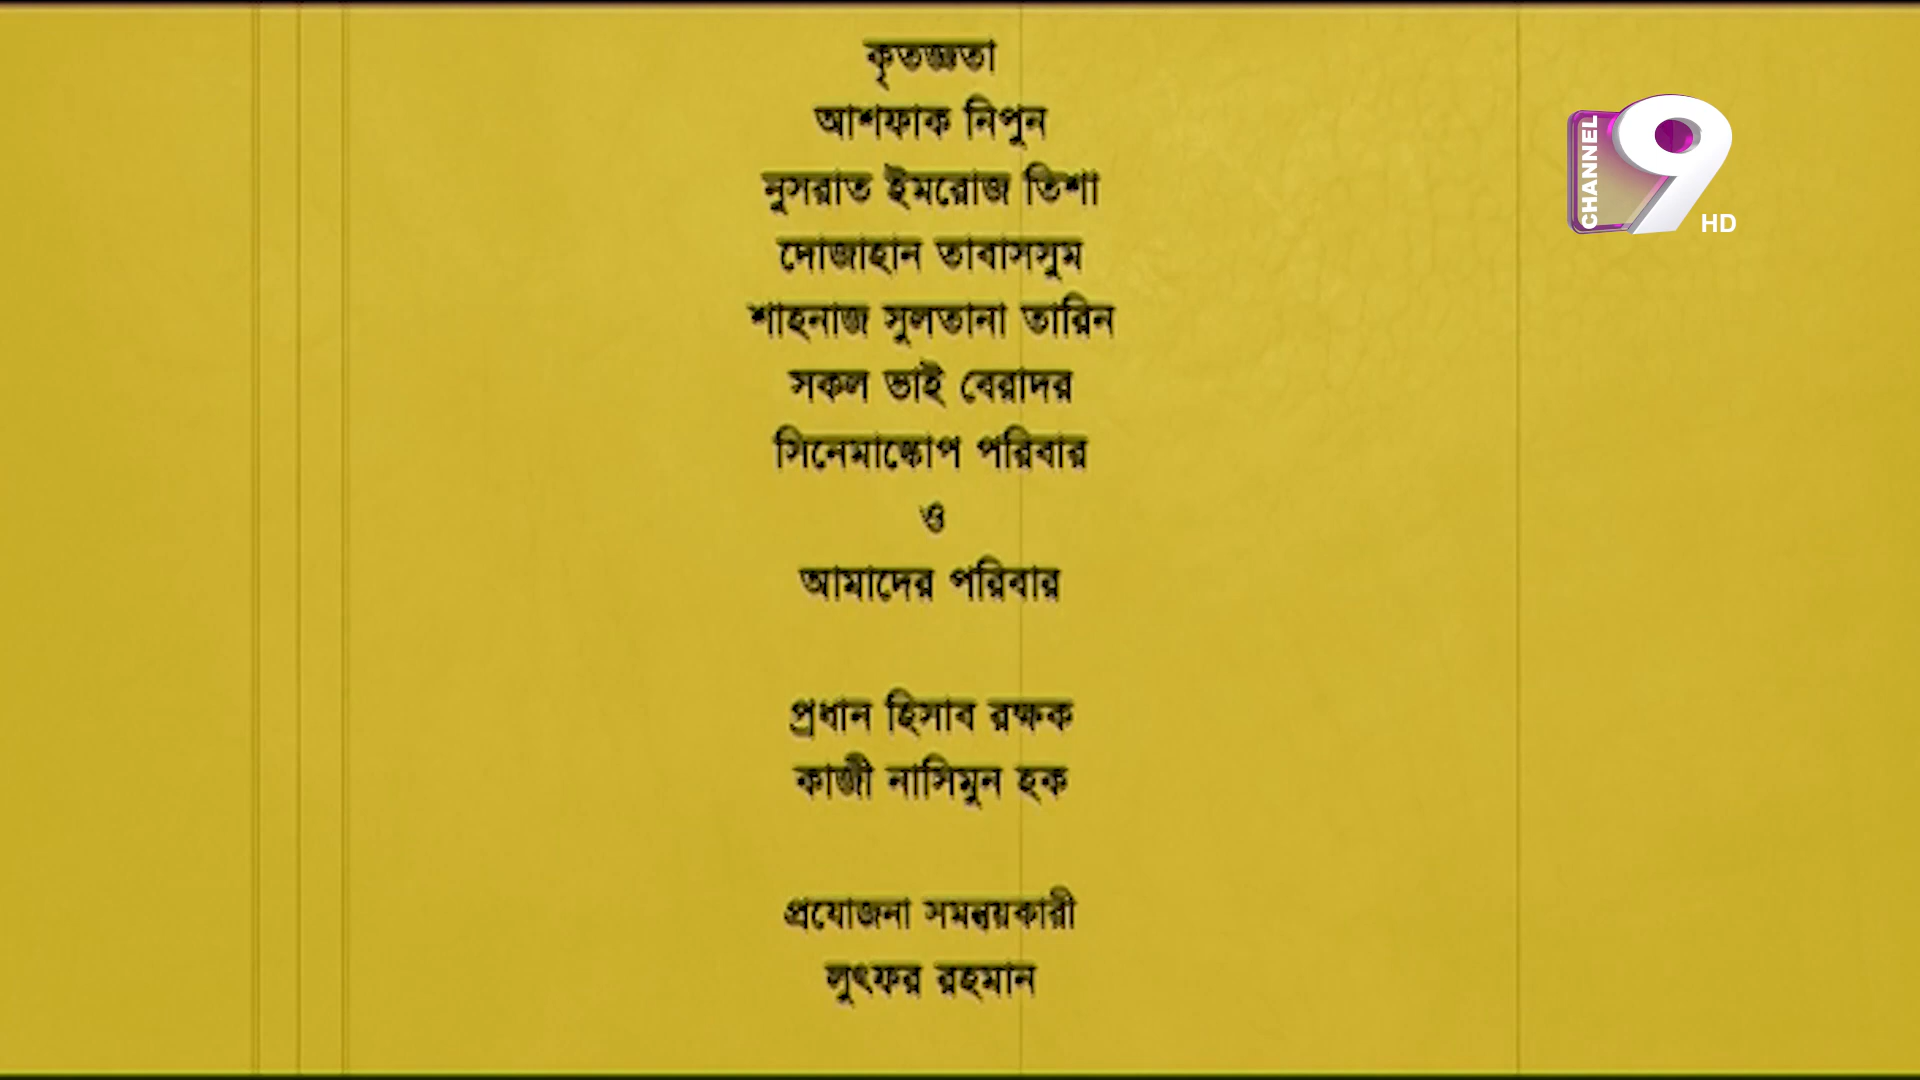 কৃতজ্ঞতা
আশফাক নিপুন
নুসরাত ইমরোজ তিশা
দোজাহান তাবাসসুম
শাহনাজ সুলতানা তারিন
সকল ভাই বেরাদর
সিনেমাস্কোপ পরিবার
ও
আমাদের পরিবার
প্রধান হিসাব রক্ষক
কাজী নাসিমুন হক
প্রযোজনা সমন্বয়কারী
লুৎফর রহমান
CHANNEL 9 HD